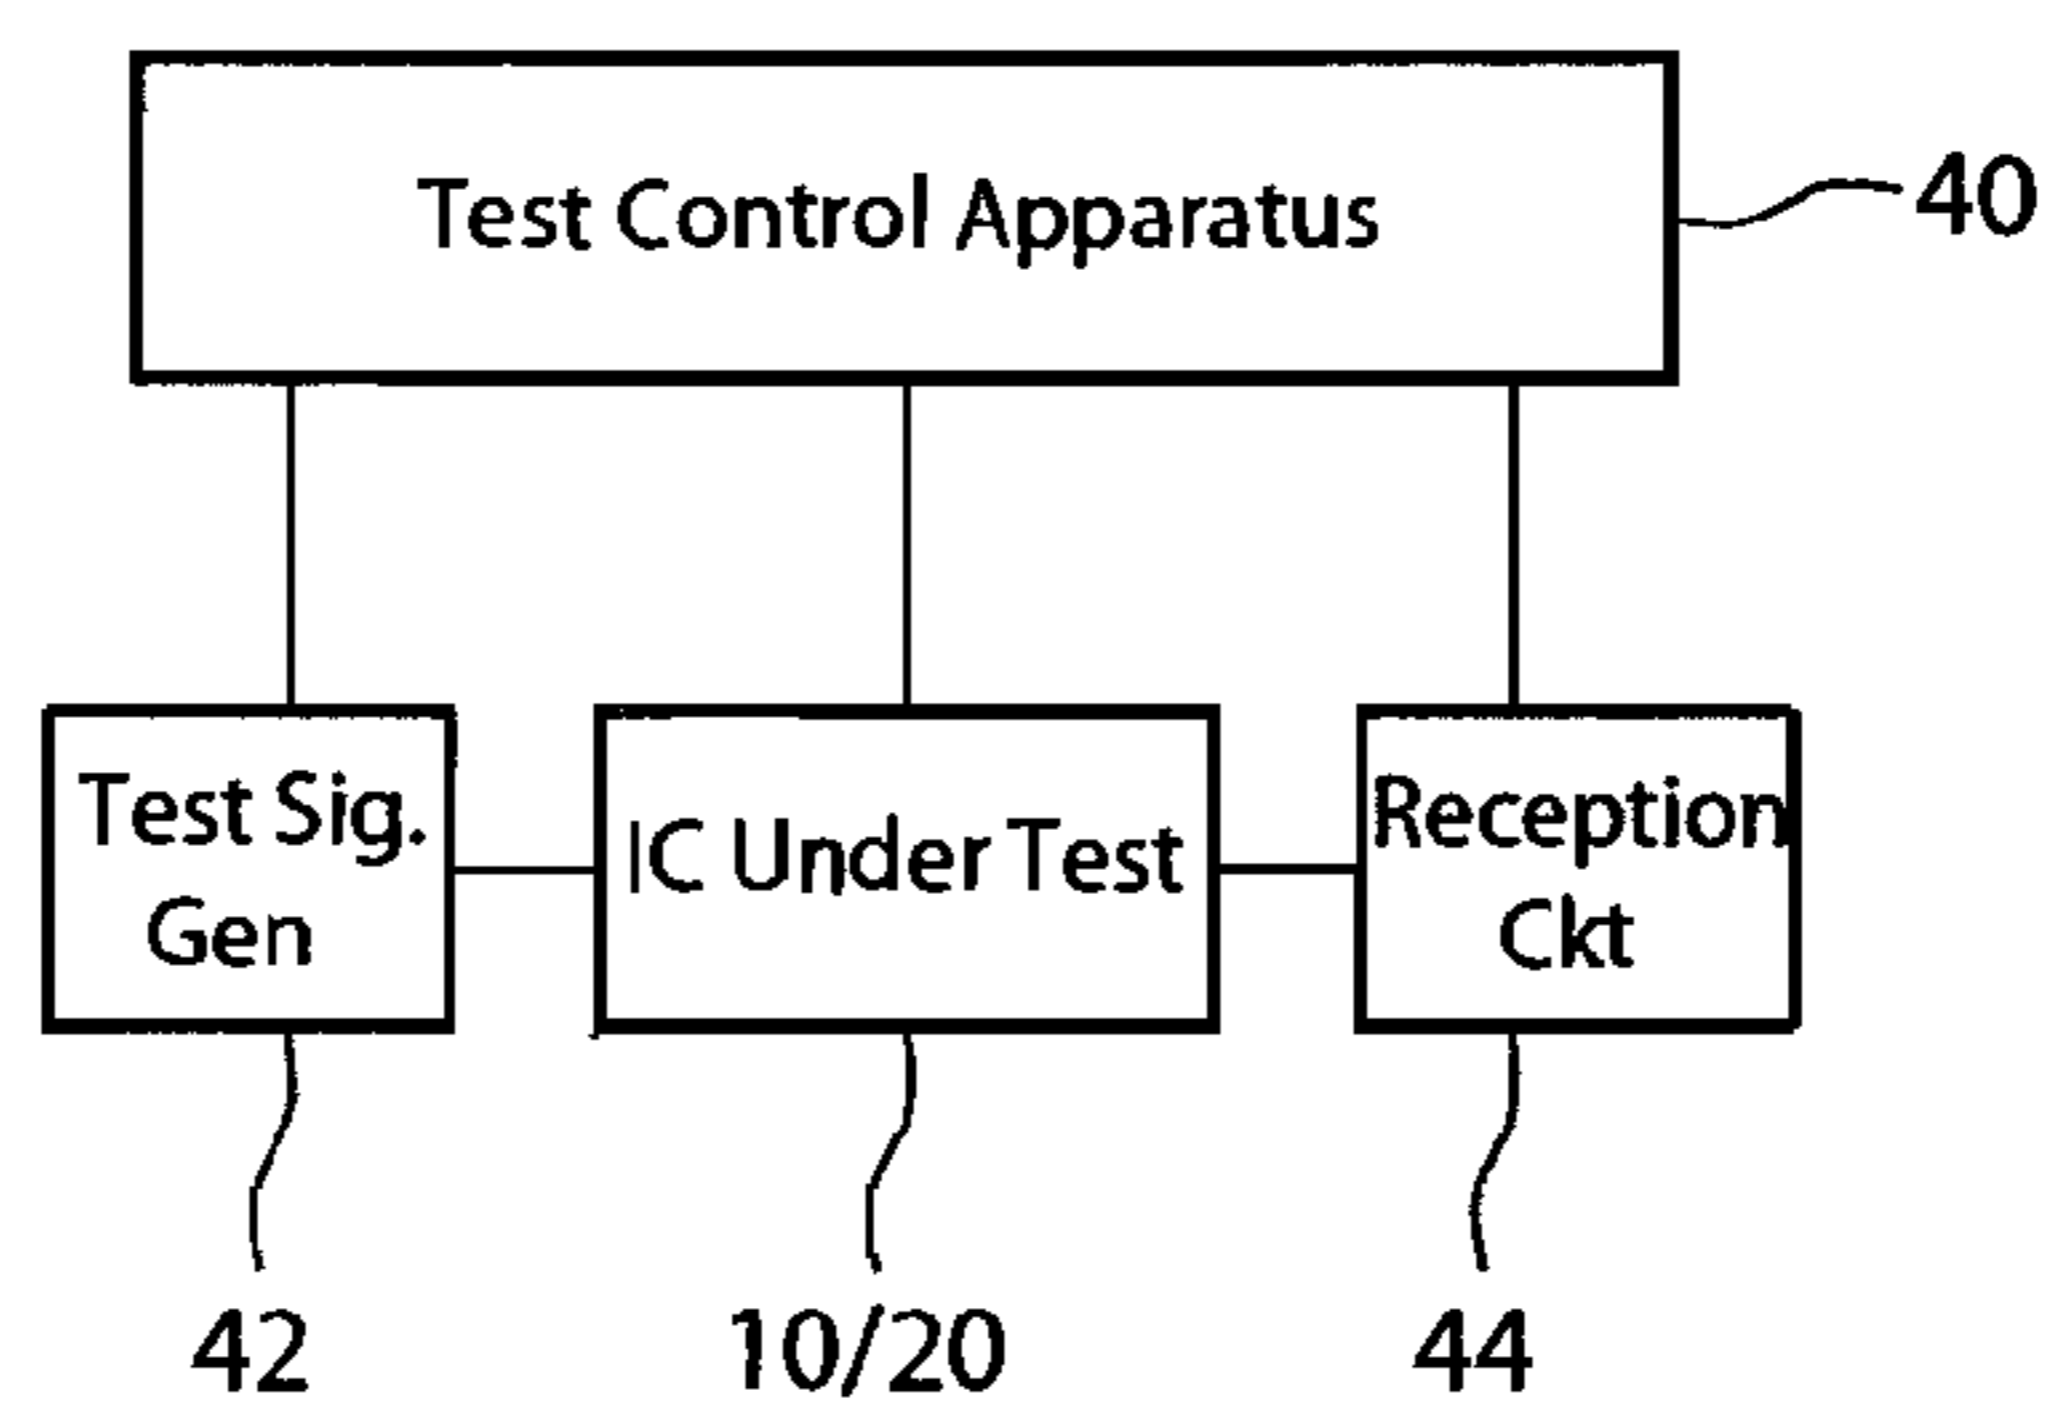 Test Control Apparatus
40
Test Sig.
Gen
IC Under Test
Reception
Ckt
42
10/20
44